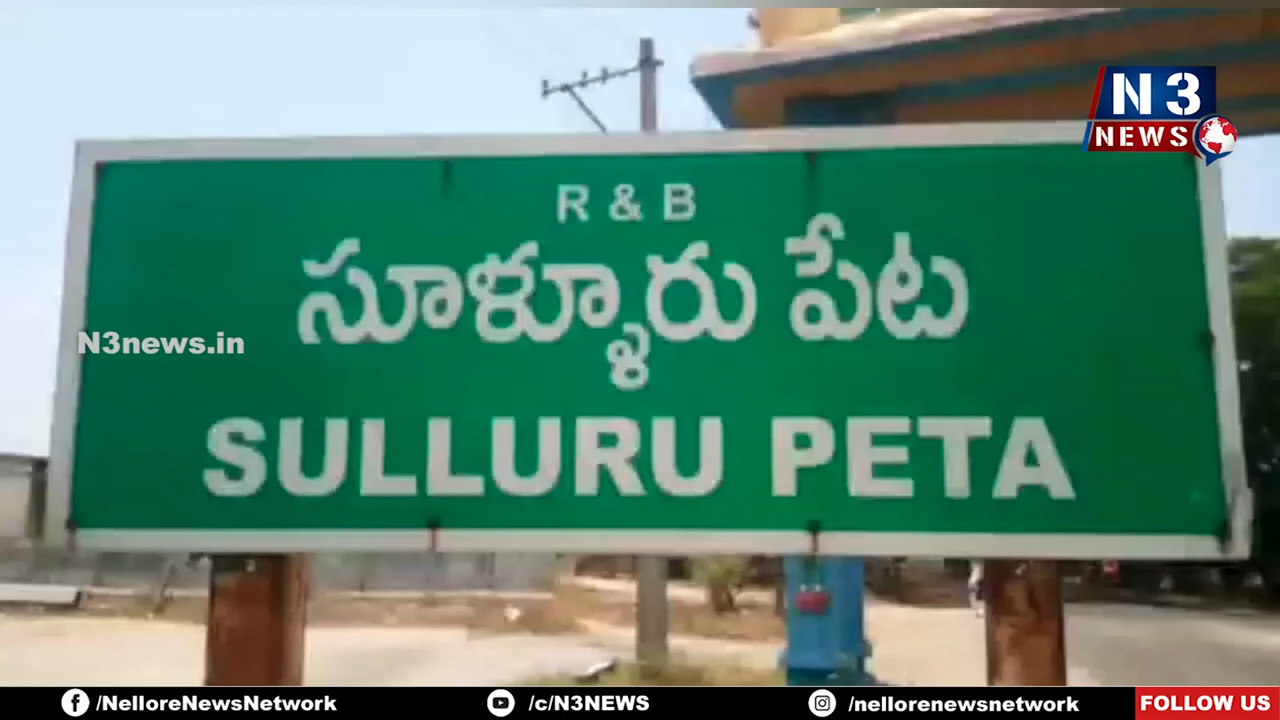 N3
NEWS
R & B
సూళ్ళూరు పేట
N3news.in
SULLURU PETA
/NelloreNewsNetwork
/c/N3NEWS
/nellorenewsnetwork
FOLLOW US